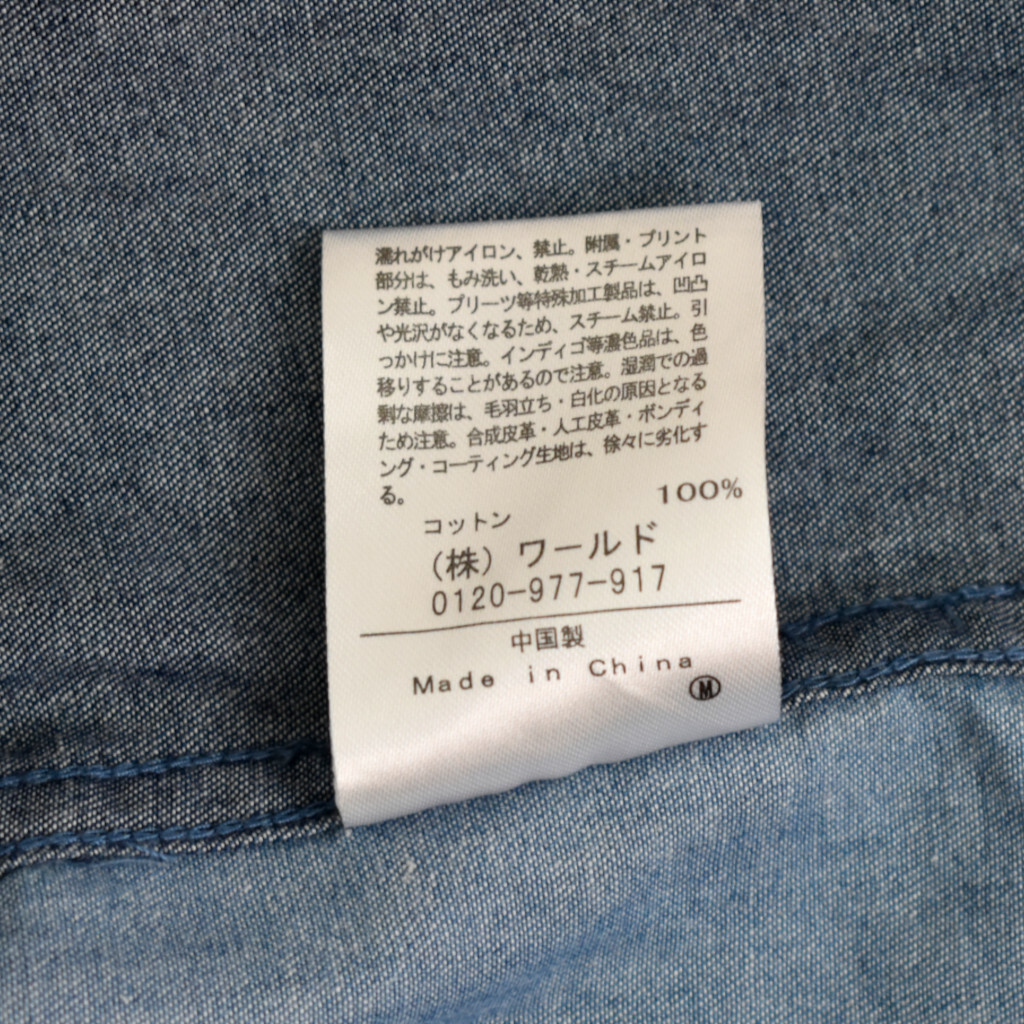 濡れがけアイロン、禁止。附属・プリント
部分は、もみ洗い、乾熱・スチームアイロ
ン禁止。プリーツ等特殊加工製品は、凹凸
や光沢がなくなるため、スチーム禁止。引
っかけに注意。インディゴ等濃色品は、色
移りすることがあるので注意。湿潤での過
剰な摩擦は、毛羽立ち・白化の原因となる
ため注意。合成皮革・人工皮革・ボンディ
ング・コーティング生地は、徐々に劣化す
る。
100%
コットン
(株) ワールド
0120-977-917
中国製
Made in China
M